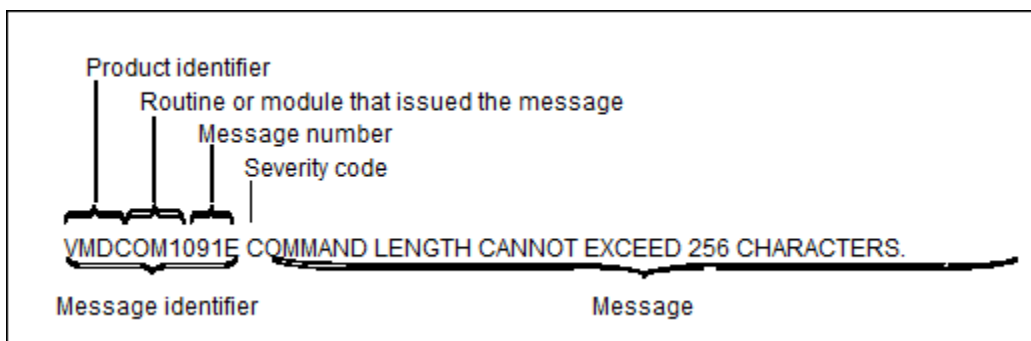 Product identifier
Routine or module that issued the message
Message number
Severity code
VMDCOM1091E COMMAND LENGTH CANNOT EXCEED 256 CHARACTERS.
Message identifier
Message